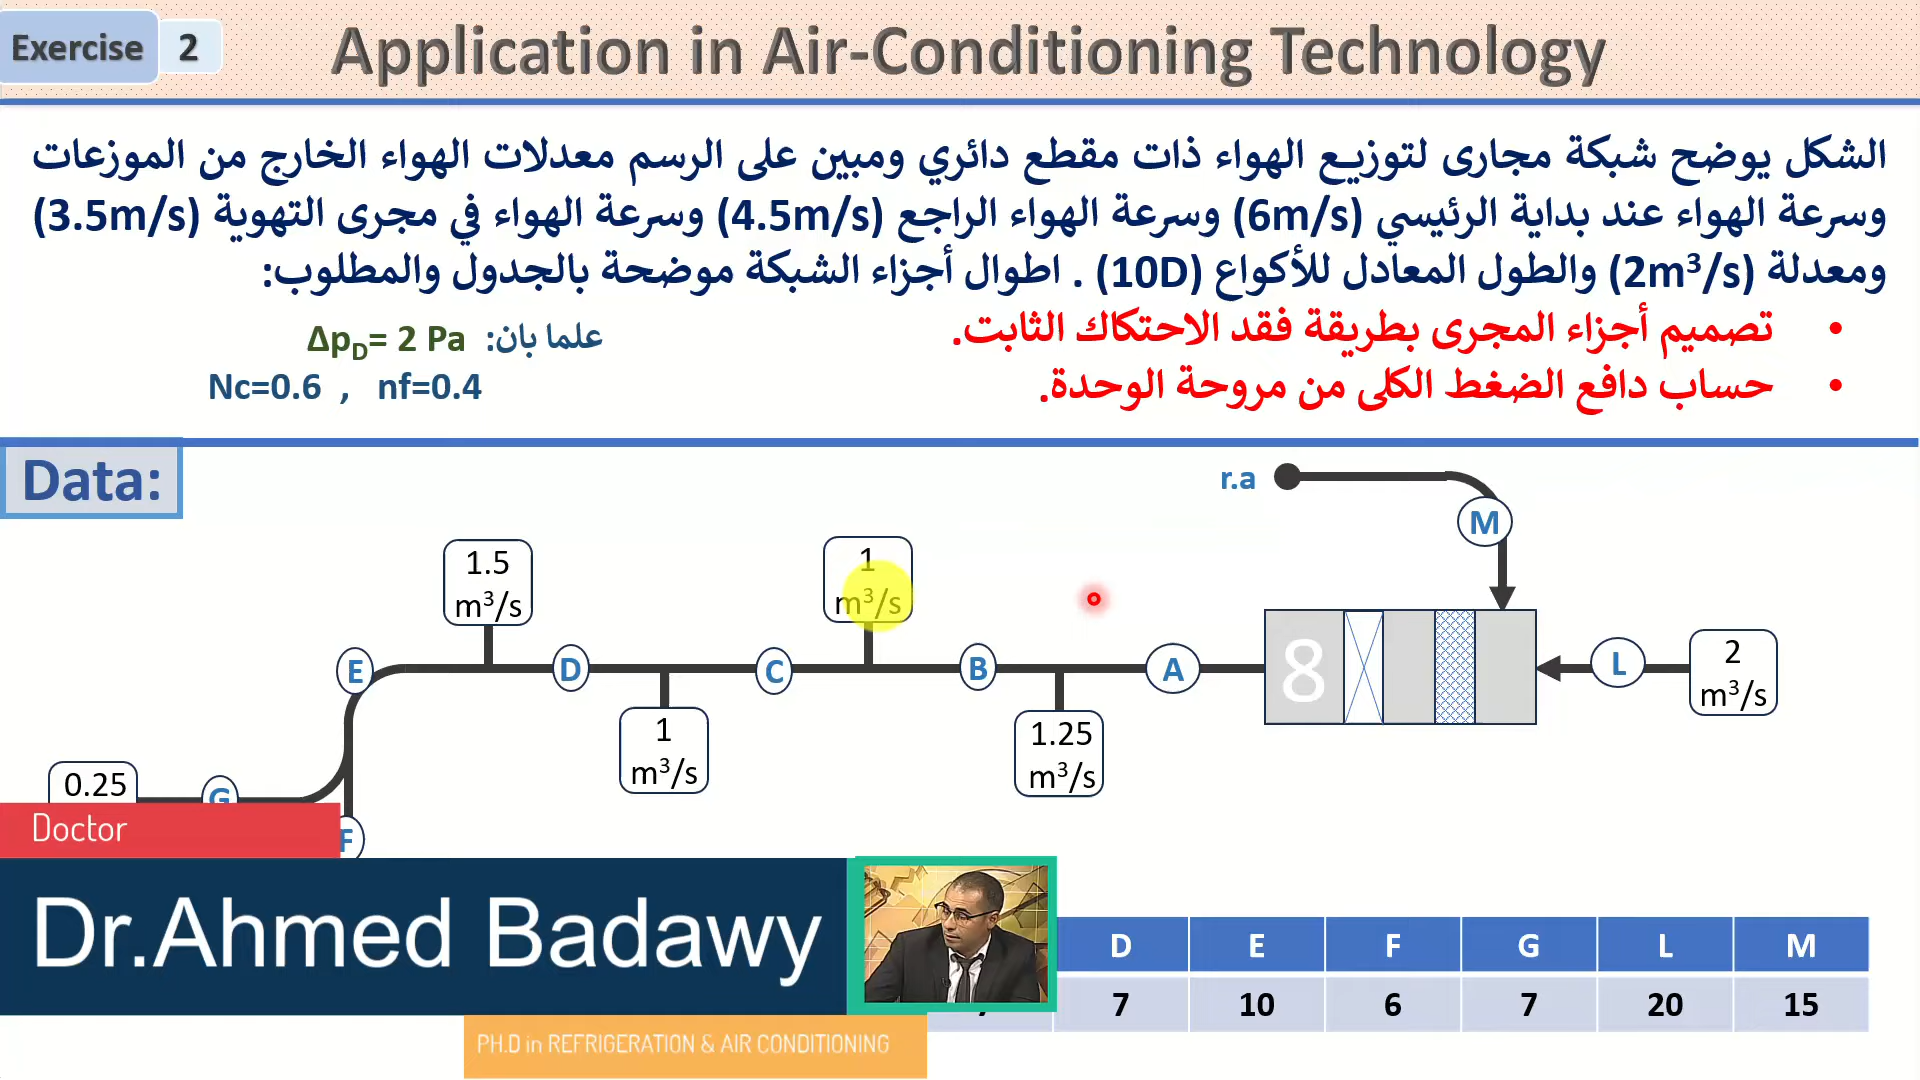 Exercise 2
Application in Air-Conditioning Technology
الشكل يوضح شبكة مجارى لتوزيع الهواء ذات مقطع دائري ومبين على الرسم معدلات الهواء الخارج من الموزعات
وسرعة الهواء عند بداية الرئيسي (6m/s) وسرعة الهواء الراجع (4.5m/s) وسرعة الهواء في مجرى التهوية (3.5m/s)
ومعدلة (2m³/s) والطول المعادل للأكواع (10D) . اطوال أجزاء الشبكة موضحة بالجدول والمطلوب:
• تصميم أجزاء المجرى بطريقة فقد الاحتكاك الثابت.
علما بان: Δp_D= 2 Pa
• حساب دافع الضغط الكلى من مروحة الوحدة.
Nc=0.6 , nf=0.4
Data:
r.a
M
1.5
m³/s
1
m³/s
E
D
C
B
A
8
L
2
m³/s
1
m³/s
1.25
m³/s
0.25
G
F
Doctor
Dr.Ahmed Badawy
PH.D in REFRIGERATION & AIR CONDITIONING
D E F G L M
7 10 6 7 20 15